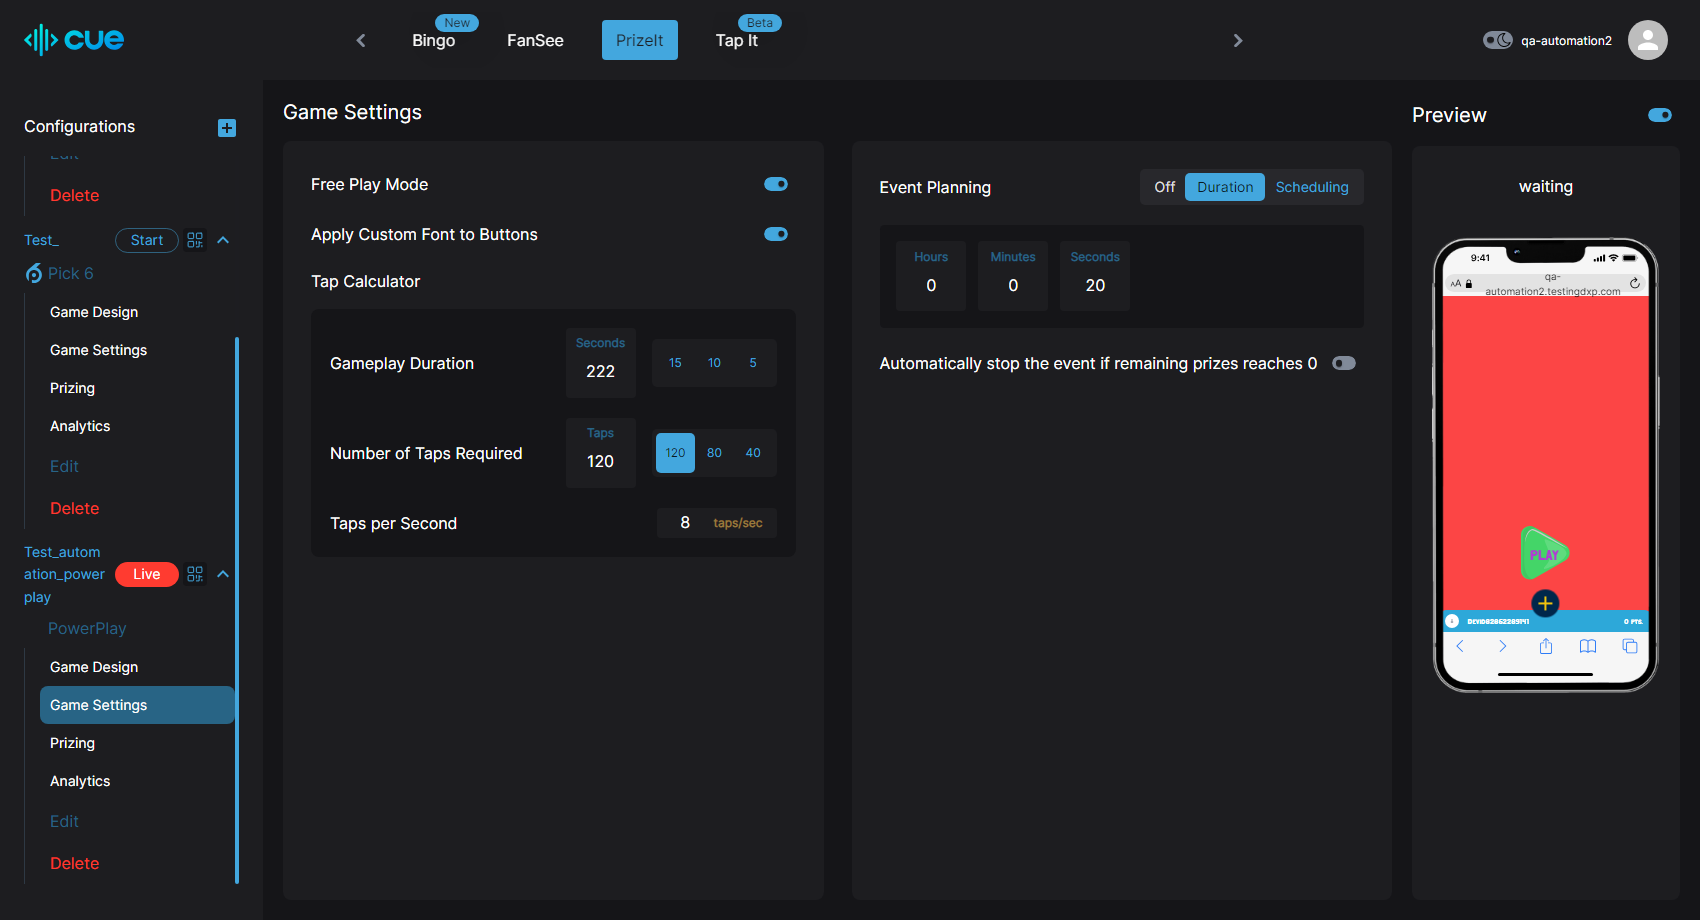 cue
New
Bingo
FanSee
PrizeIt
Beta
Tap It
qa-automation2
Configurations
Edit
Delete
Test_
Start
Pick 6
Game Design
Game Settings
Prizing
Analytics
Edit
Delete
Test_autom
ation_power
play
Live
PowerPlay
Game Design
Game Settings
Prizing
Analytics
Edit
Delete
Game Settings
Free Play Mode
Apply Custom Font to Buttons
Tap Calculator
Gameplay Duration
Seconds
222
15 10 5
Number of Taps Required
Taps
120
120 80 40
Taps per Second
8 taps/sec
Event Planning
Off Duration Scheduling
Hours Minutes Seconds
0 0 20
Automatically stop the event if remaining prizes reaches 0
Preview
waiting
9:41
AA
qa-
automation2.testingdxp.com
PLAY
0 PTS.